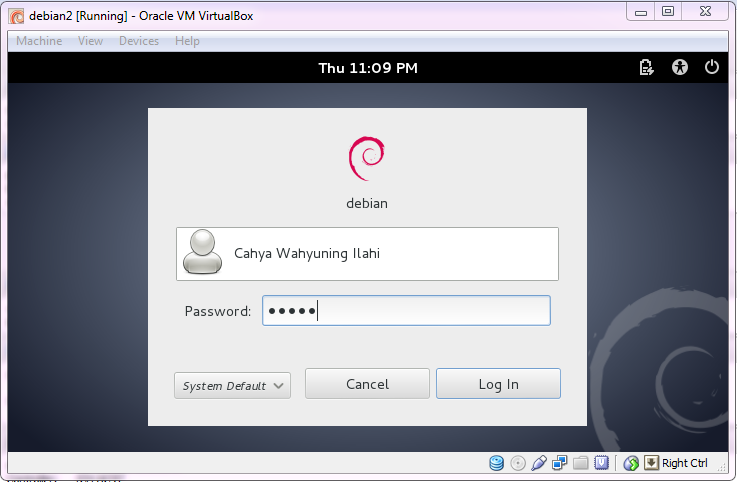 debian2 [Running] - Oracle VM VirtualBox
Machine View Devices Help
Thu 11:09 PM
debian
Cahya Wahyuning Ilahi
Password:
System Default Cancel Log In
Right Ctrl